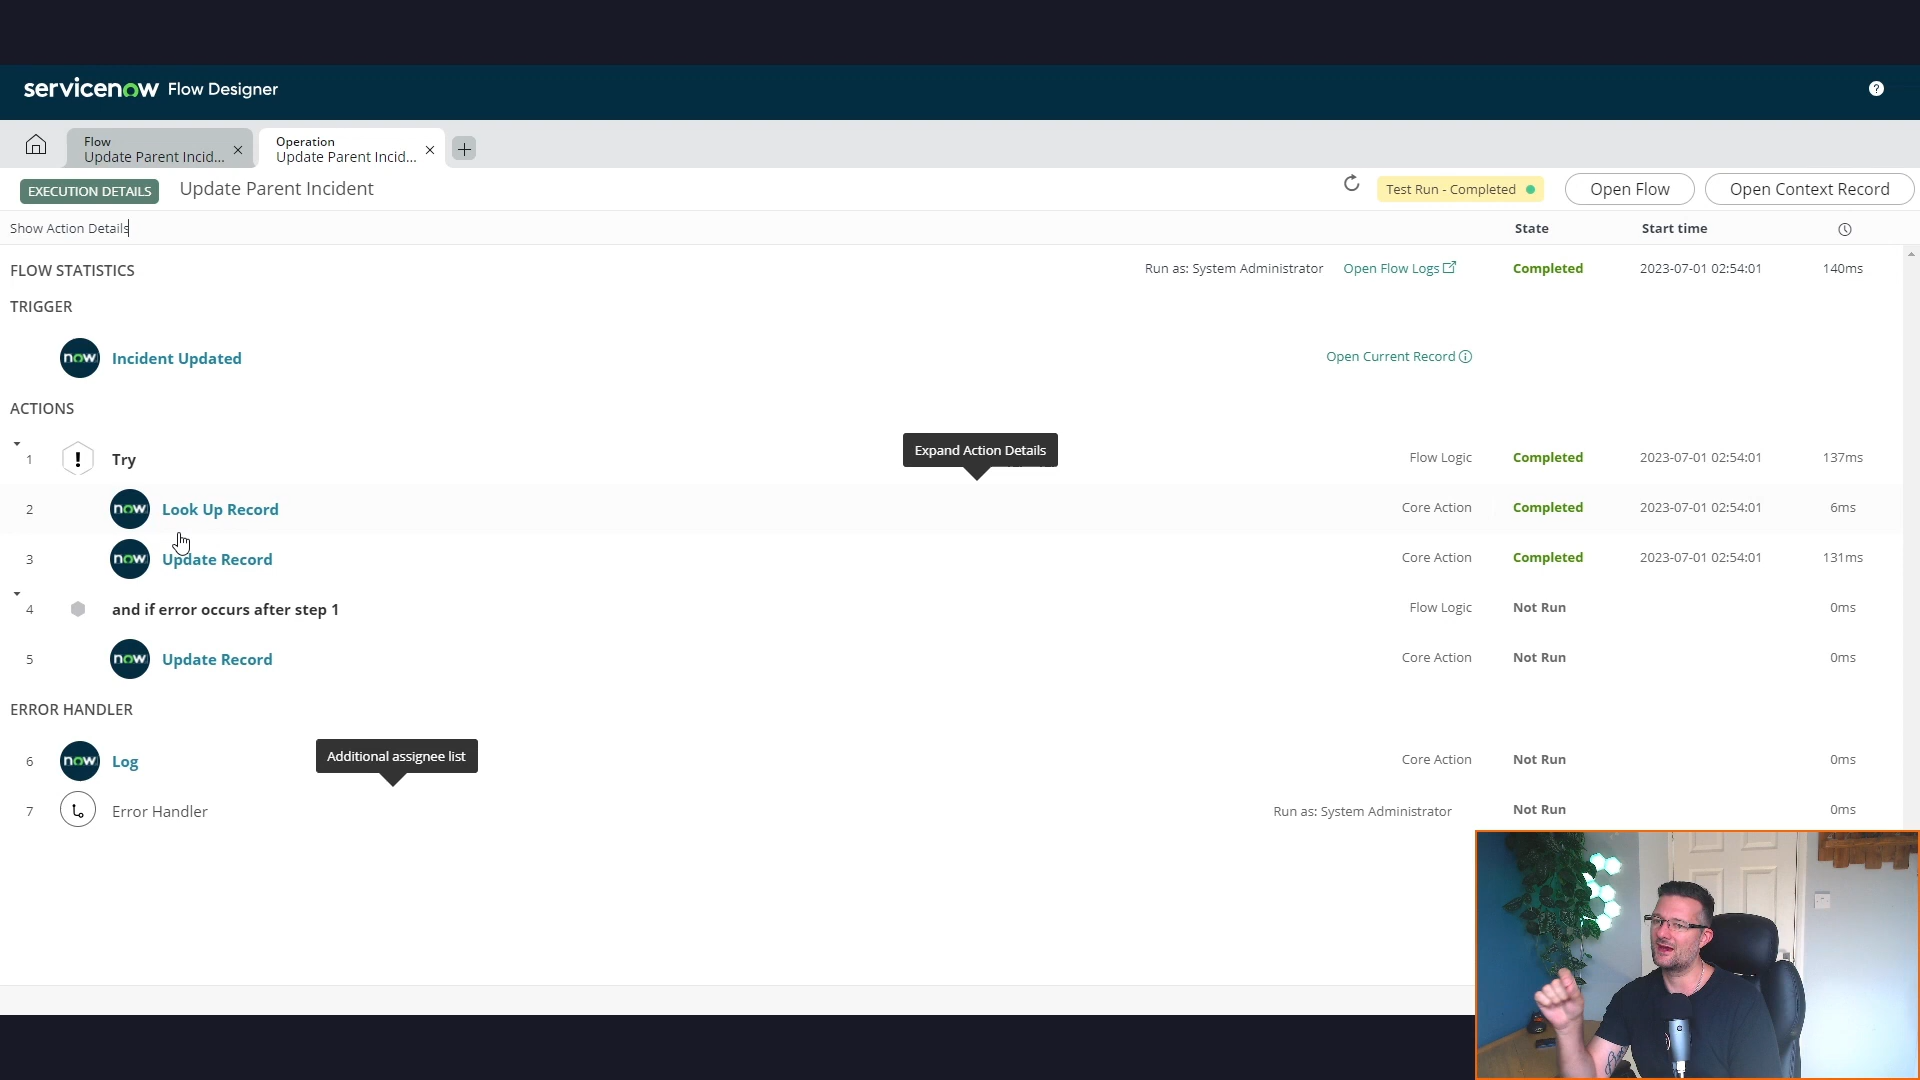 servicenow Flow Designer
?
Flow
Update Parent Incid...
Operation
Update Parent Incid...
EXECUTION DETAILS
Update Parent Incident
Test Run - Completed
Open Flow
Open Context Record
Show Action Details
State
Start time
FLOW STATISTICS
Run as: System Administrator
Open Flow Logs
Completed
2023-07-01 02:54:01
140ms
TRIGGER
now
Incident Updated
Open Current Record
ACTIONS
Expand Action Details
1
Try
Flow Logic
Completed
2023-07-01 02:54:01
137ms
2
now
Look Up Record
Core Action
Completed
2023-07-01 02:54:01
6ms
3
now
Update Record
Core Action
Completed
2023-07-01 02:54:01
131ms
4
and if error occurs after step 1
Flow Logic
Not Run
0ms
5
now
Update Record
Core Action
Not Run
0ms
ERROR HANDLER
Additional assignee list
6
now
Log
Core Action
Not Run
0ms
7
Error Handler
Run as: System Administrator
Not Run
0ms